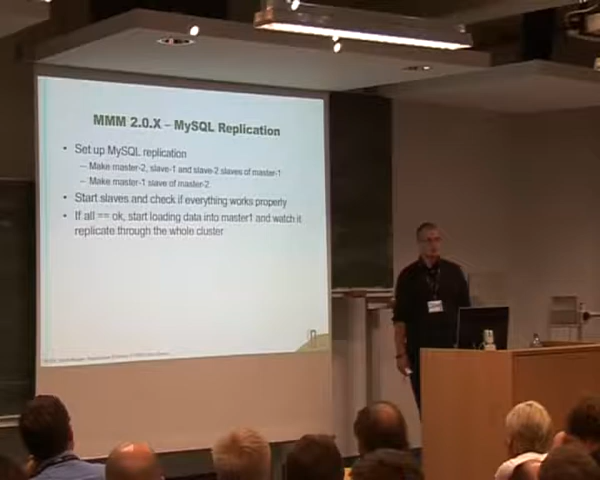 MMM 2.0.X – MySQL Replication
• Set up MySQL replication
– Make master-2, slave-1 and slave-2 slaves of master-1
– Make master-1 slave of master-2
• Start slaves and check if everything works properly
• If all == ok, start loading data into master1 and watch it
replicate through the whole cluster